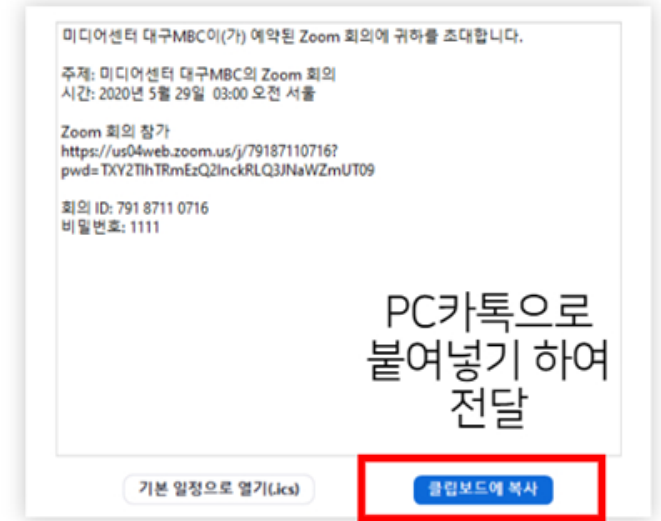 미디어센터 대구MBC이(가) 예약된 Zoom 회의에 귀하를 초대합니다.
주제: 미디어센터 대구MBC의 Zoom 회의
시간: 2020년 5월 29일 03:00 오전 서울
Zoom 회의 참가
https://us04web.zoom.us/j/79187110716?
pwd=TXY2TlhTRmEzQ2lnckRLQ3JNaWZmUT09
회의 ID: 791 8711 0716
비밀번호: 1111
PC카톡으로
붙여넣기 하여
전달
기본 일정으로 열기(.ics)
클립보드에 복사